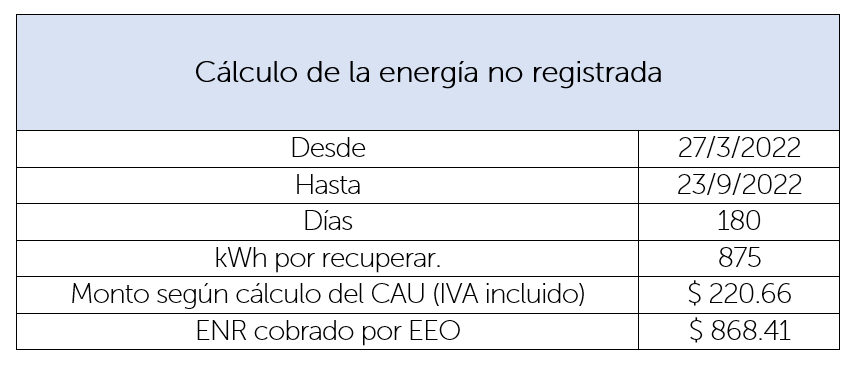 Cálculo de la energía no registrada
Desde 27/3/2022
Hasta 23/9/2022
Días 180
kWh por recuperar. 875
Monto según cálculo del CAU (IVA incluido) $ 220.66
ENR cobrado por EEO $ 868.41